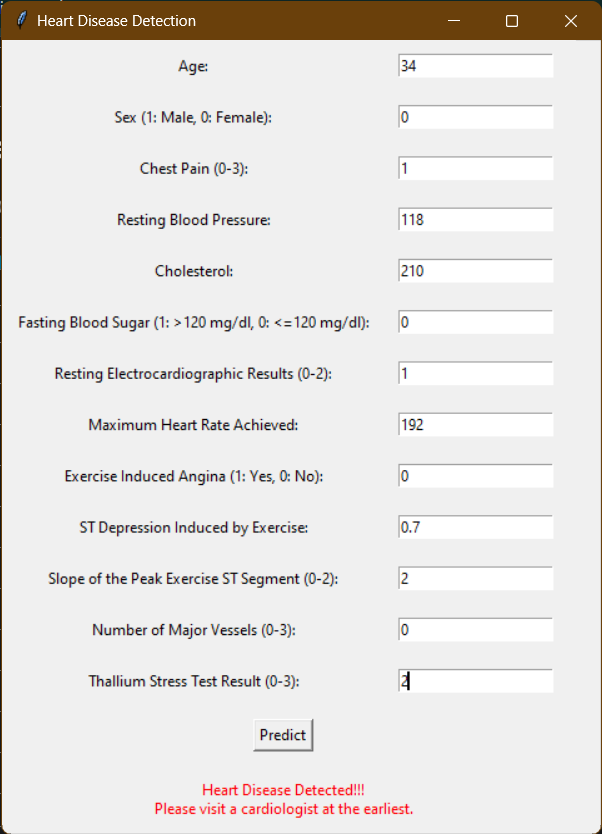 Heart Disease Detection
Age: 34
Sex (1: Male, 0: Female): 0
Chest Pain (0-3): 1
Resting Blood Pressure: 118
Cholesterol: 210
Fasting Blood Sugar (1: >120 mg/dl, 0: <=120 mg/dl): 0
Resting Electrocardiographic Results (0-2): 1
Maximum Heart Rate Achieved: 192
Exercise Induced Angina (1: Yes, 0: No): 0
ST Depression Induced by Exercise: 0.7
Slope of the Peak Exercise ST Segment (0-2): 2
Number of Major Vessels (0-3): 0
Thallium Stress Test Result (0-3): 2
Predict
Heart Disease Detected!!!
Please visit a cardiologist at the earliest.